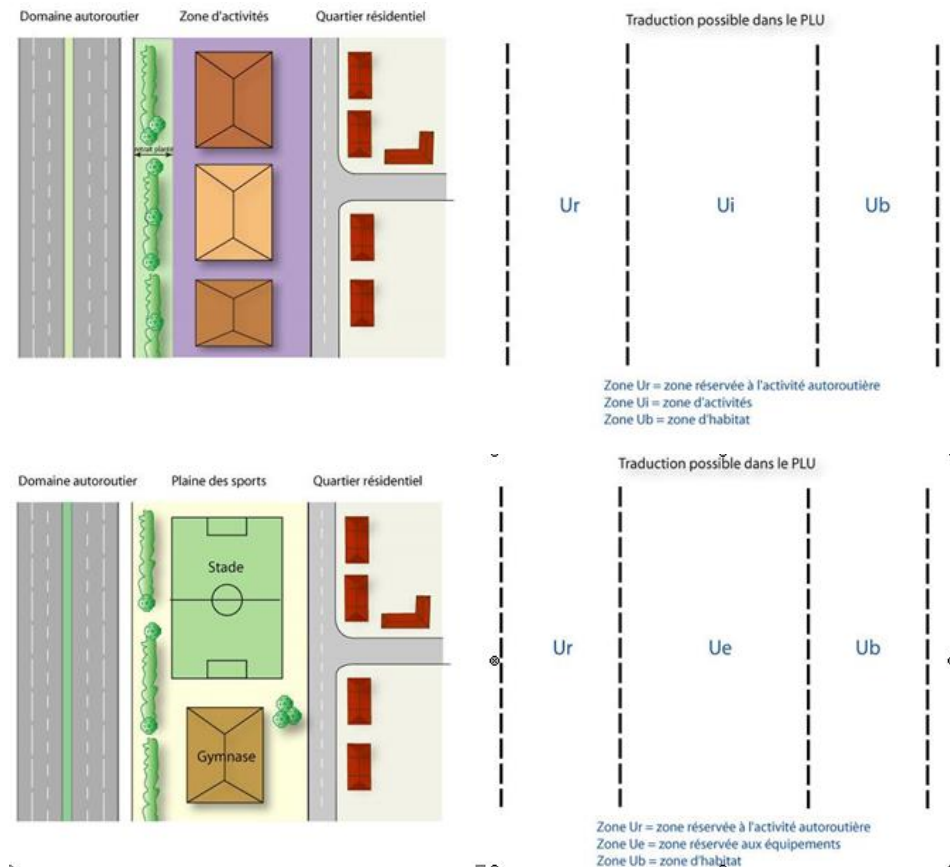 Domaine autoroutier
Zone d'activités
Quartier résidentiel
retrait planté
Traduction possible dans le PLU
Ur
Ui
Ub
Zone Ur = zone réservée à l'activité autoroutière
Zone Ui = zone d'activités
Zone Ub = zone d'habitat
Domaine autoroutier
Plaine des sports
Quartier résidentiel
Stade
Gymnase
Traduction possible dans le PLU
Ur
Ue
Ub
Zone Ur = zone réservée à l'activité autoroutière
Zone Ue = zone réservée aux équipements
Zone Ub = zone d'habitat